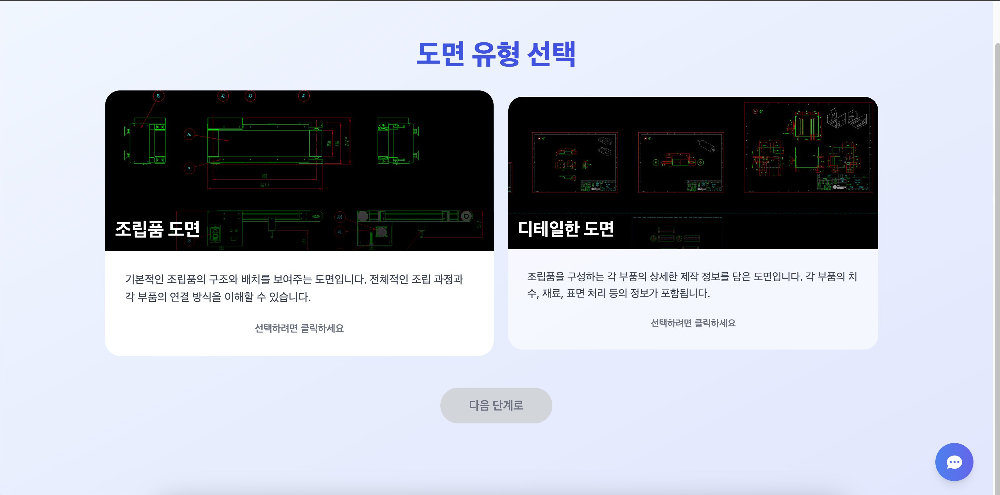 도면 유형 선택
15
A2
A3
A1
A4
9
150
236
272.9
600
667.2
A10
A8
A9
122
154.4
조립품 도면
디테일한 도면
기본적인 조립품의 구조와 배치를 보여주는 도면입니다. 전체적인 조립 과정과
각 부품의 연결 방식을 이해할 수 있습니다.
선택하려면 클릭하세요
조립품을 구성하는 각 부품의 상세한 제작 정보를 담은 도면입니다. 각 부품의 치
수, 재료, 표면 처리 등의 정보가 포함됩니다.
선택하려면 클릭하세요
다음 단계로